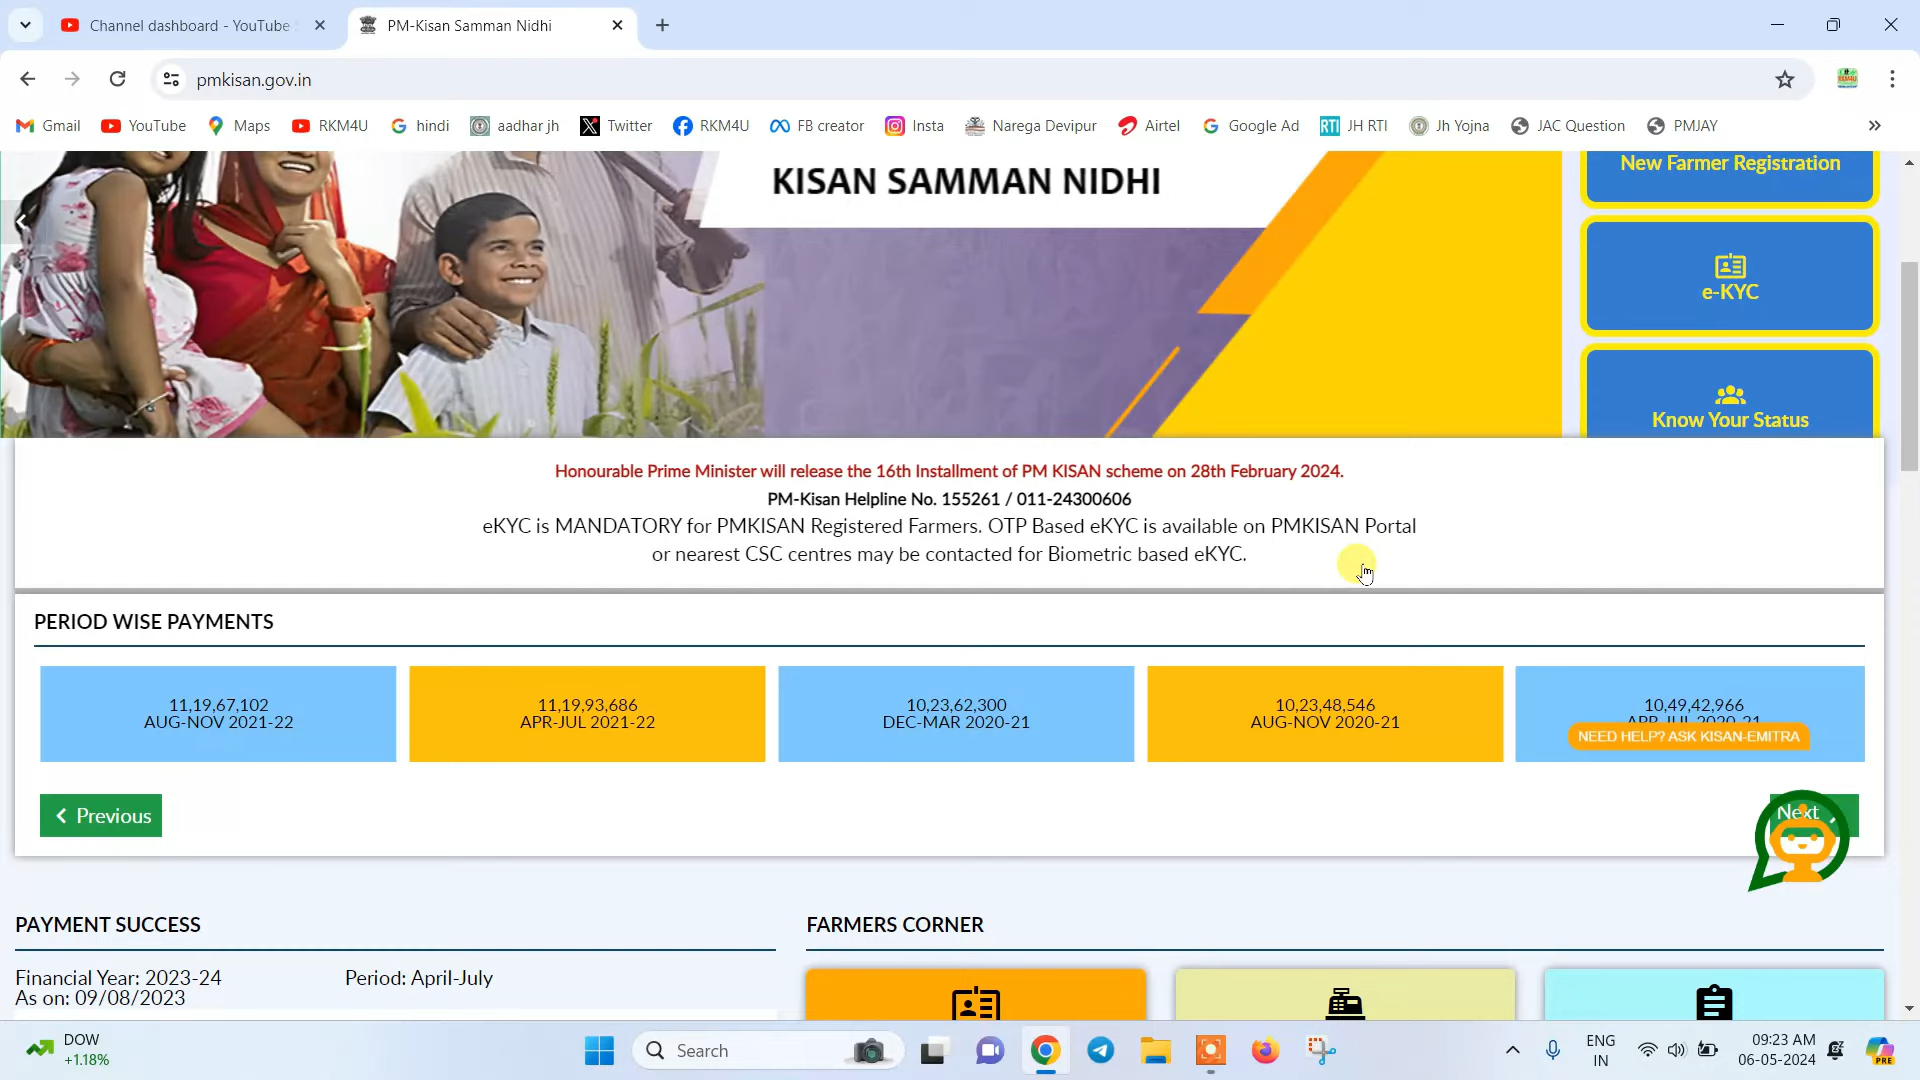 Channel dashboard - YouTube
PM-Kisan Samman Nidhi
pmkisan.gov.in
Gmail
YouTube
Maps
RKM4U
hindi
aadhar jh
Twitter
RKM4U
FB creator
Insta
Narega Devipur
Airtel
Google Ad
RTI JH RTI
Jh Yojna
JAC Question
PMJAY
»
KISAN SAMMAN NIDHI
New Farmer Registration
e-KYC
Know Your Status
Honourable Prime Minister will release the 16th Installment of PM KISAN scheme on 28th February 2024.
PM-Kisan Helpline No. 155261 / 011-24300606
eKYC is MANDATORY for PMKISAN Registered Farmers. OTP Based eKYC is available on PMKISAN Portal
or nearest CSC centres may be contacted for Biometric based eKYC.
PERIOD WISE PAYMENTS
11,19,67,102
AUG-NOV 2021-22
11,19,93,686
APR-JUL 2021-22
10,23,62,300
DEC-MAR 2020-21
10,23,48,546
AUG-NOV 2020-21
10,49,42,966
APR-JUL 2020-21
NEED HELP? ASK KISAN-EMITRA
Previous
Next
PAYMENT SUCCESS
FARMERS CORNER
Financial Year: 2023-24
Period: April-July
As on: 09/08/2023
DOW
+1.18%
Search
ENG
IN
09:23 AM
06-05-2024
PRE